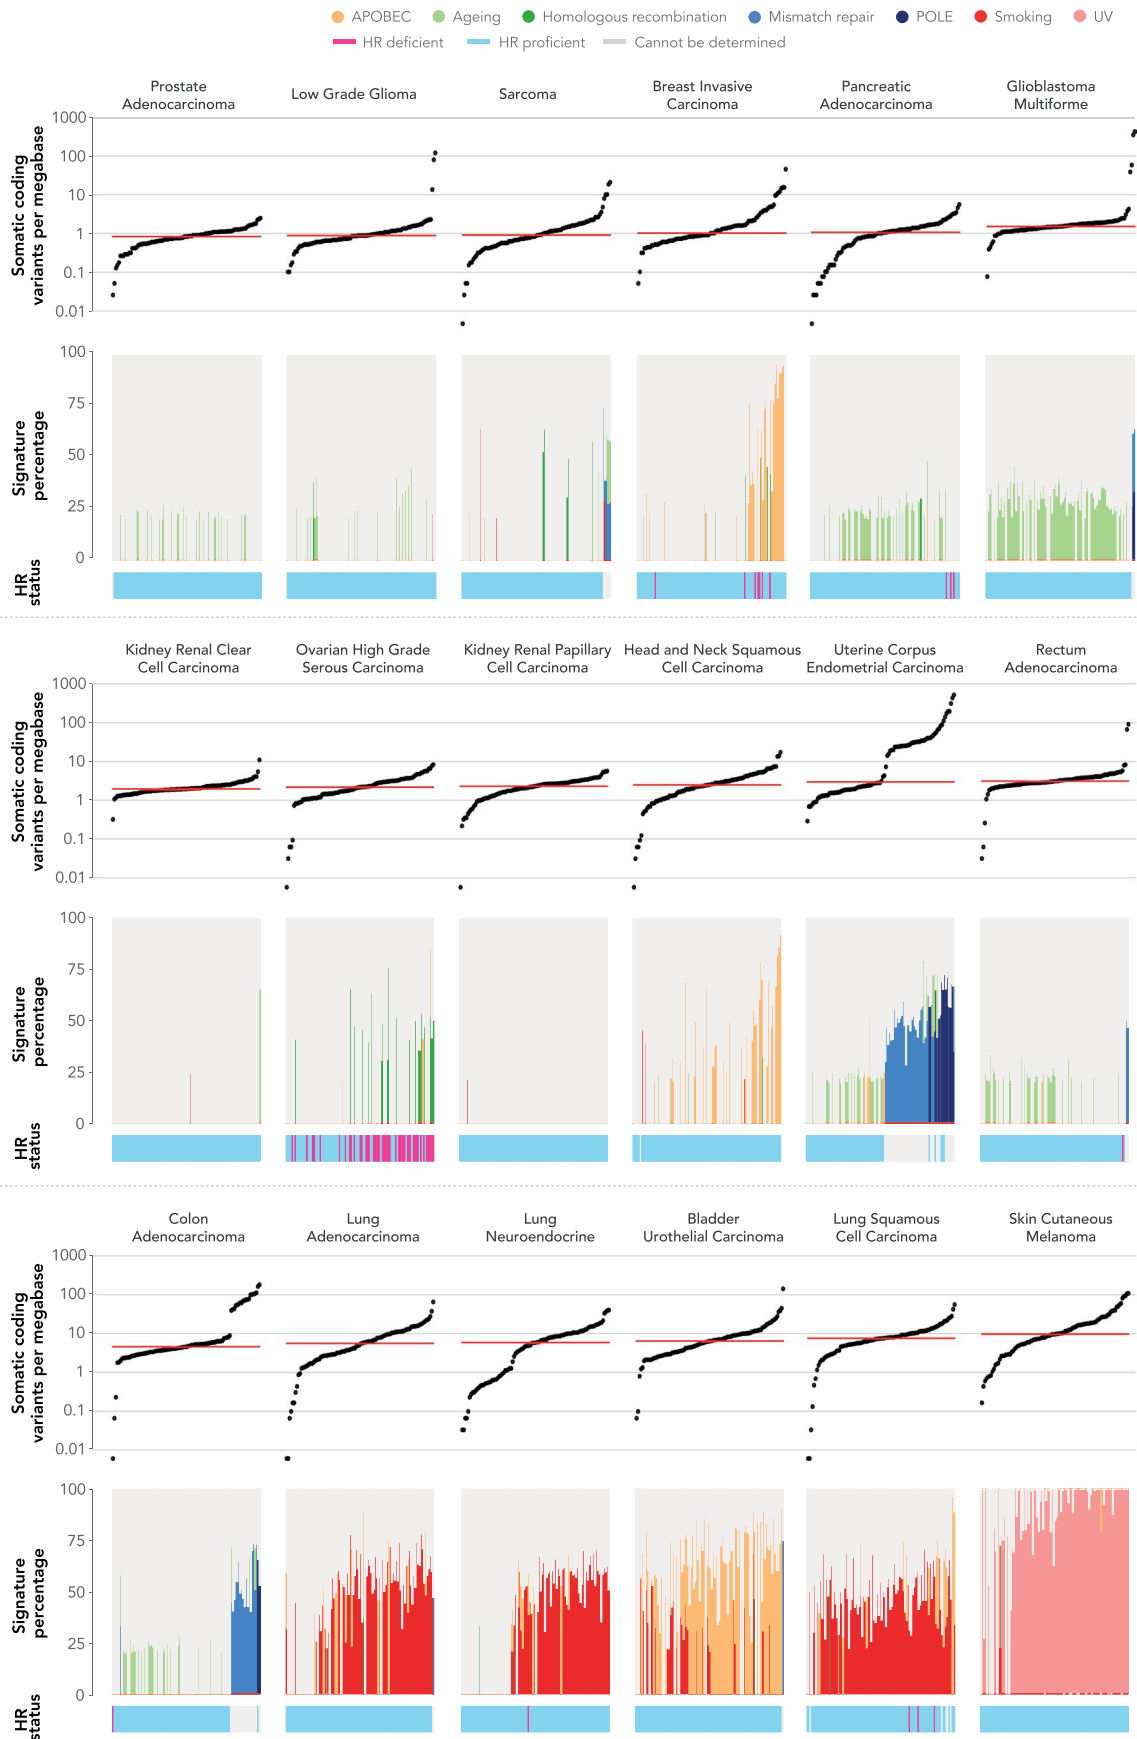 APOBEC Ageing Homologous recombination Mismatch repair POLE Smoking UV
HR deficient HR proficient Cannot be determined
Prostate
Adenocarcinoma
Low Grade Glioma
Sarcoma
Breast Invasive
Carcinoma
Pancreatic
Adenocarcinoma
Glioblastoma
Multiforme
Somatic coding
variants per megabase
1000
100
10
1
0.1
0.01
Signature
percentage
100
75
50
25
0
HR
status
Kidney Renal Clear
Cell Carcinoma
Ovarian High Grade
Serous Carcinoma
Kidney Renal Papillary
Cell Carcinoma
Head and Neck Squamous
Cell Carcinoma
Uterine Corpus
Endometrial Carcinoma
Rectum
Adenocarcinoma
Somatic coding
variants per megabase
1000
100
10
1
0.1
0.01
Signature
percentage
100
75
50
25
0
HR
status
Colon
Adenocarcinoma
Lung
Adenocarcinoma
Lung
Neuroendocrine
Bladder
Urothelial Carcinoma
Lung Squamous
Cell Carcinoma
Skin Cutaneous
Melanoma
Somatic coding
variants per megabase
1000
100
10
1
0.1
0.01
Signature
percentage
100
75
50
25
0
HR
status